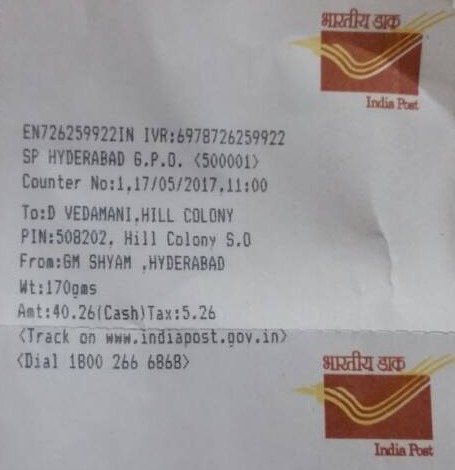 भारतीय डाक
India Post
EN726259922IN IVR:6978726259922
SP HYDERABAD G.P.O. <500001>
Counter No:1,17/05/2017,11:00
To:D VEDAMANI,HILL COLONY
PIN:508202, Hill Colony S.O
From:GM SHYAM ,HYDERABAD
Wt:170gms
Amt:40.26(Cash)Tax:5.26
<Track on www.indiapost.gov.in>
<Dial 1800 266 6868>
भारतीय डाक
India Post